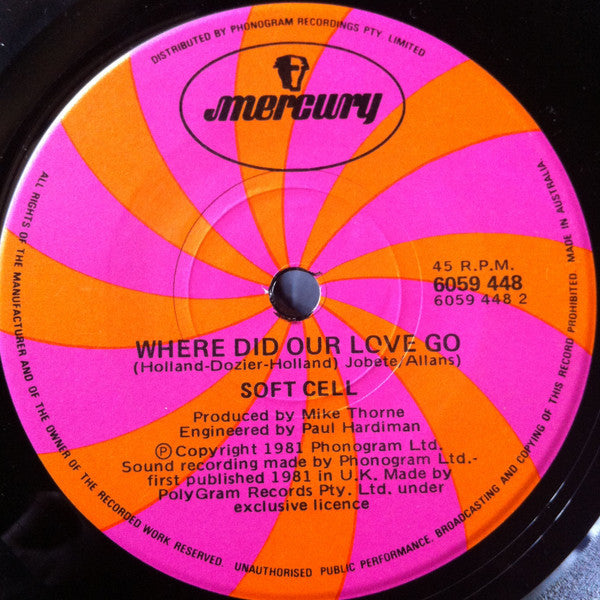 DISTRIBUTED BY PHONOGRAM RECORDINGS PTY. LIMITED
mercury
45 R.P.M.
6059 448
6059 448 2
WHERE DID OUR LOVE GO
(Holland-Dozier-Holland) Jobete/Allans)
SOFT CELL
Produced by Mike Thorne
Engineered by Paul Hardiman
Ⓟ Copyright 1981 Phonogram Ltd.
Sound recording made by Phonogram Ltd.-
first published 1981 in U.K. Made by
PolyGram Records Pty. Ltd. under
exclusive licence
ALL RIGHTS OF THE MANUFACTURER AND OF THE OWNER OF THE RECORDED WORK RESERVED. UNAUTHORISED PUBLIC PERFORMANCE, BROADCASTING AND COPYING OF THIS RECORD PROHIBITED MADE IN AUSTRALIA